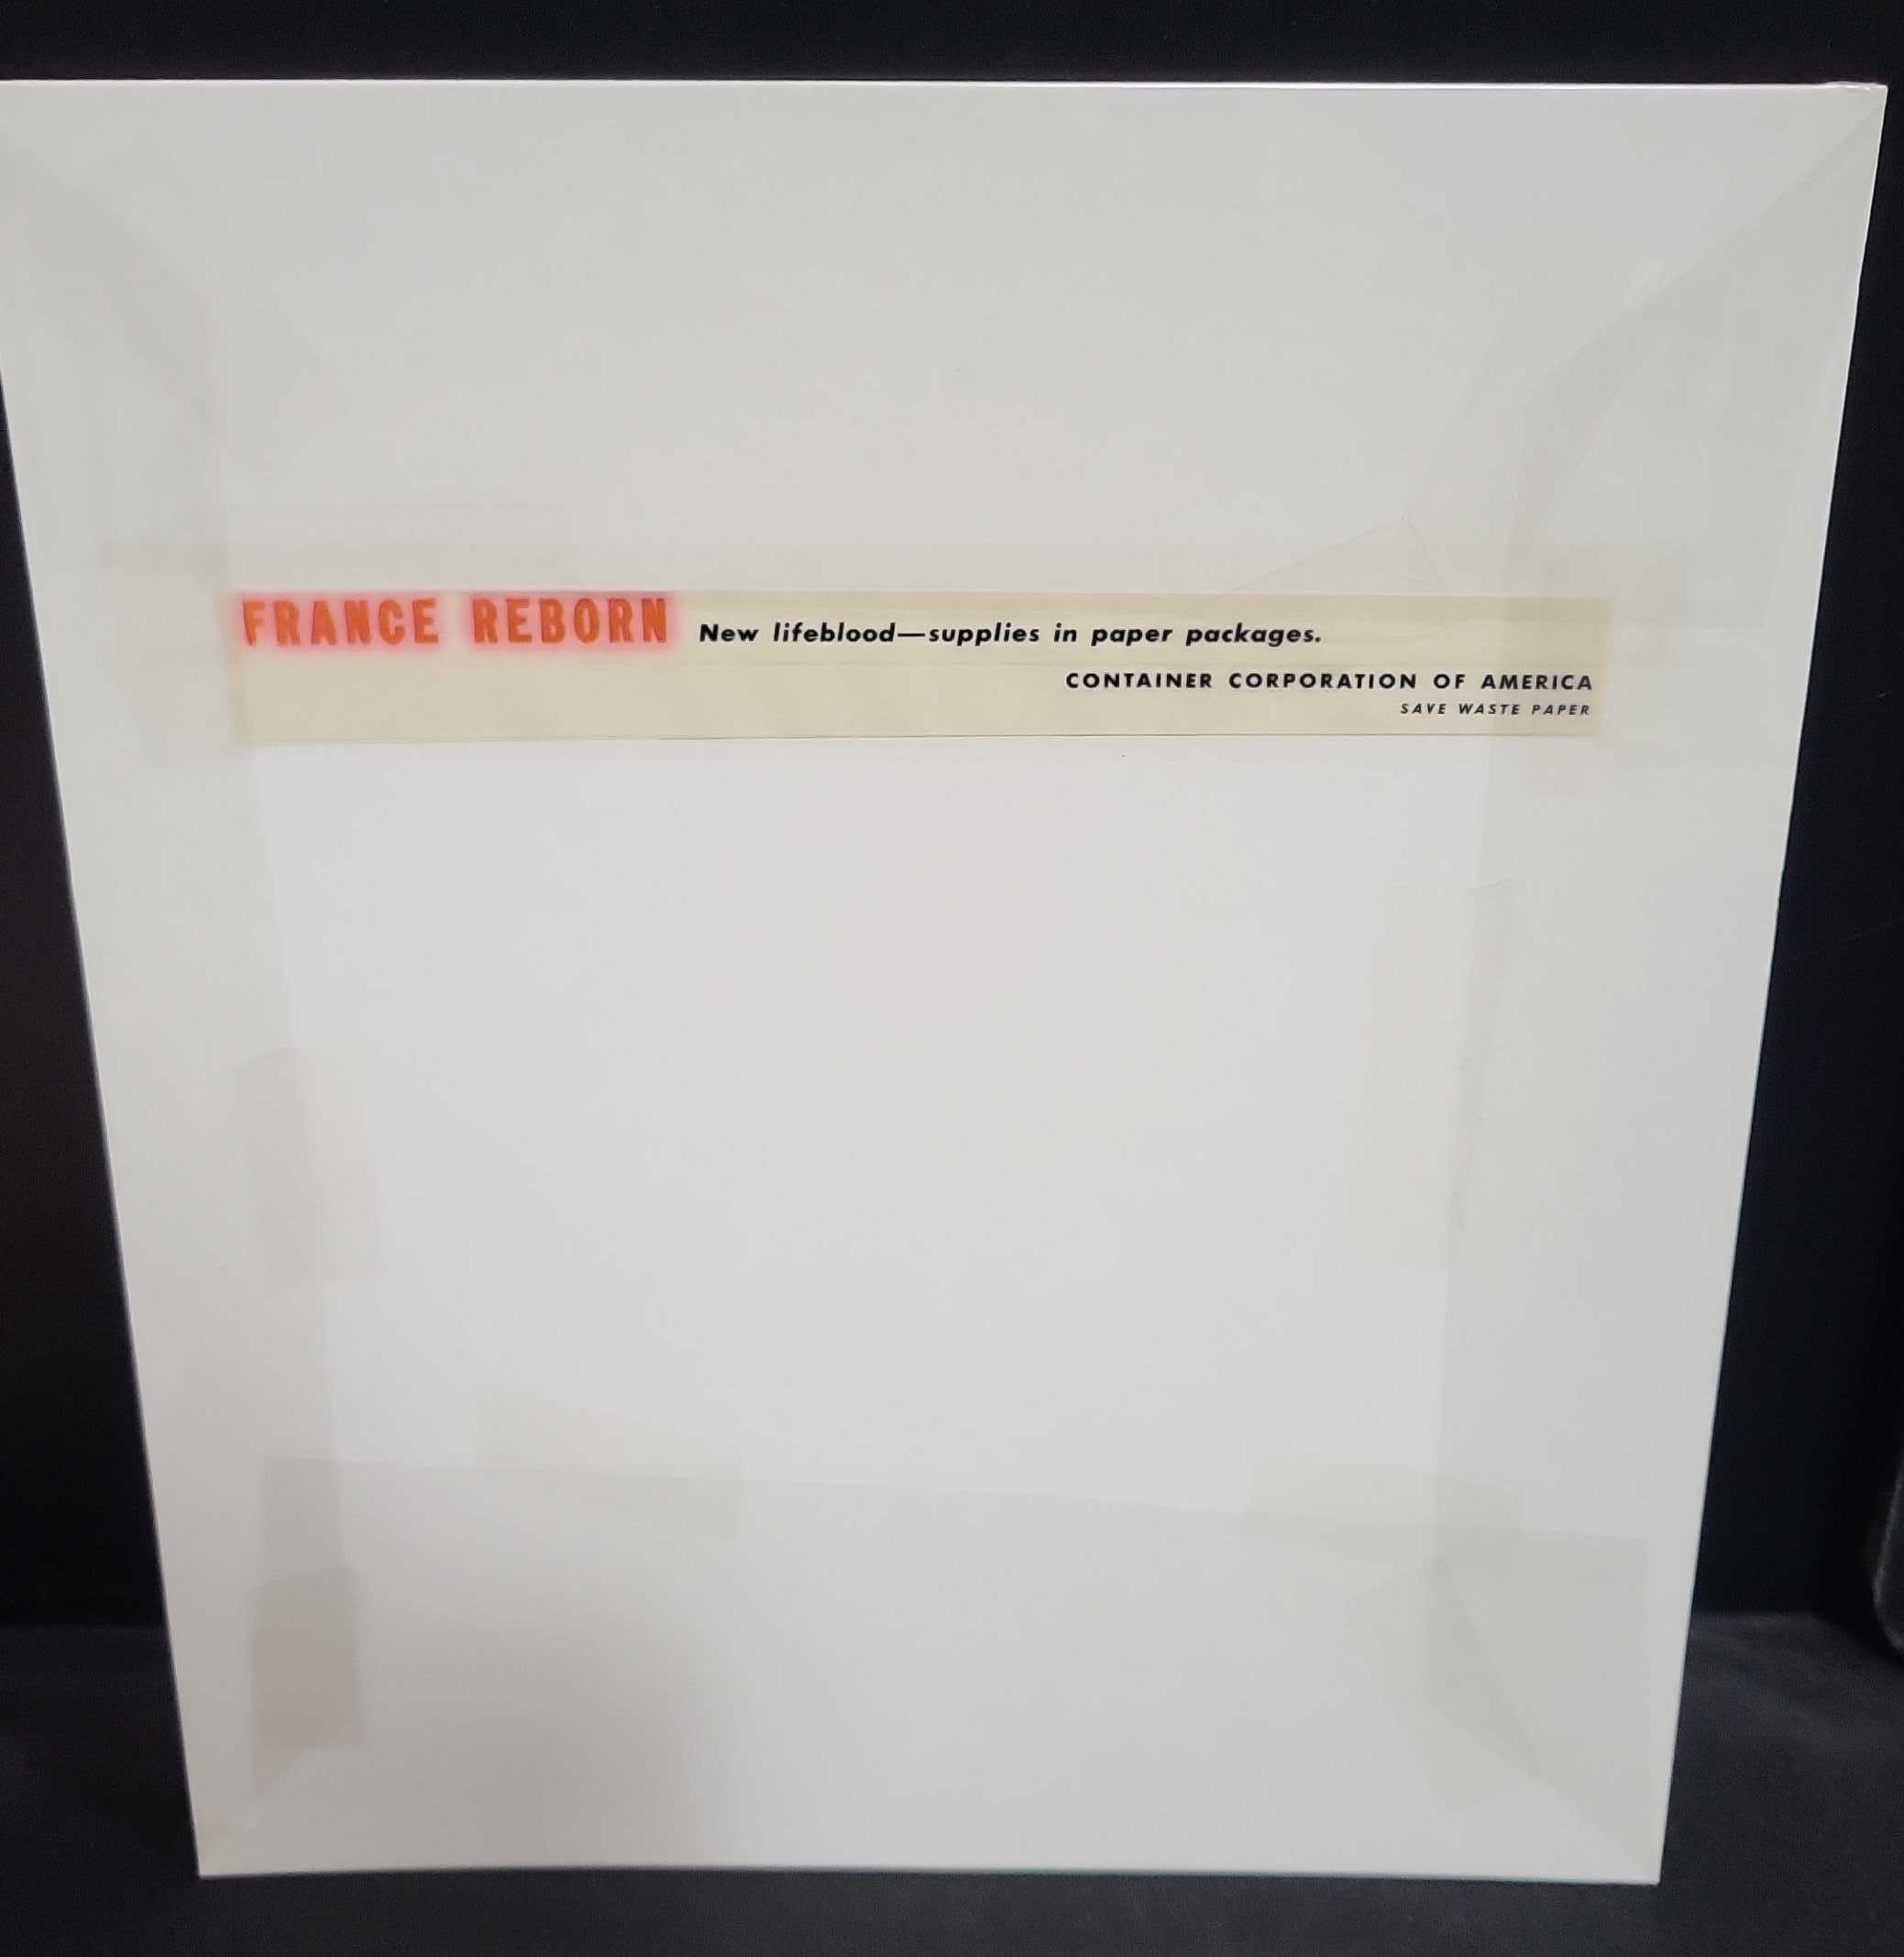 FRANCE REBORN New lifeblood—supplies in paper packages.
CONTAINER CORPORATION OF AMERICA
SAVE WASTE PAPER